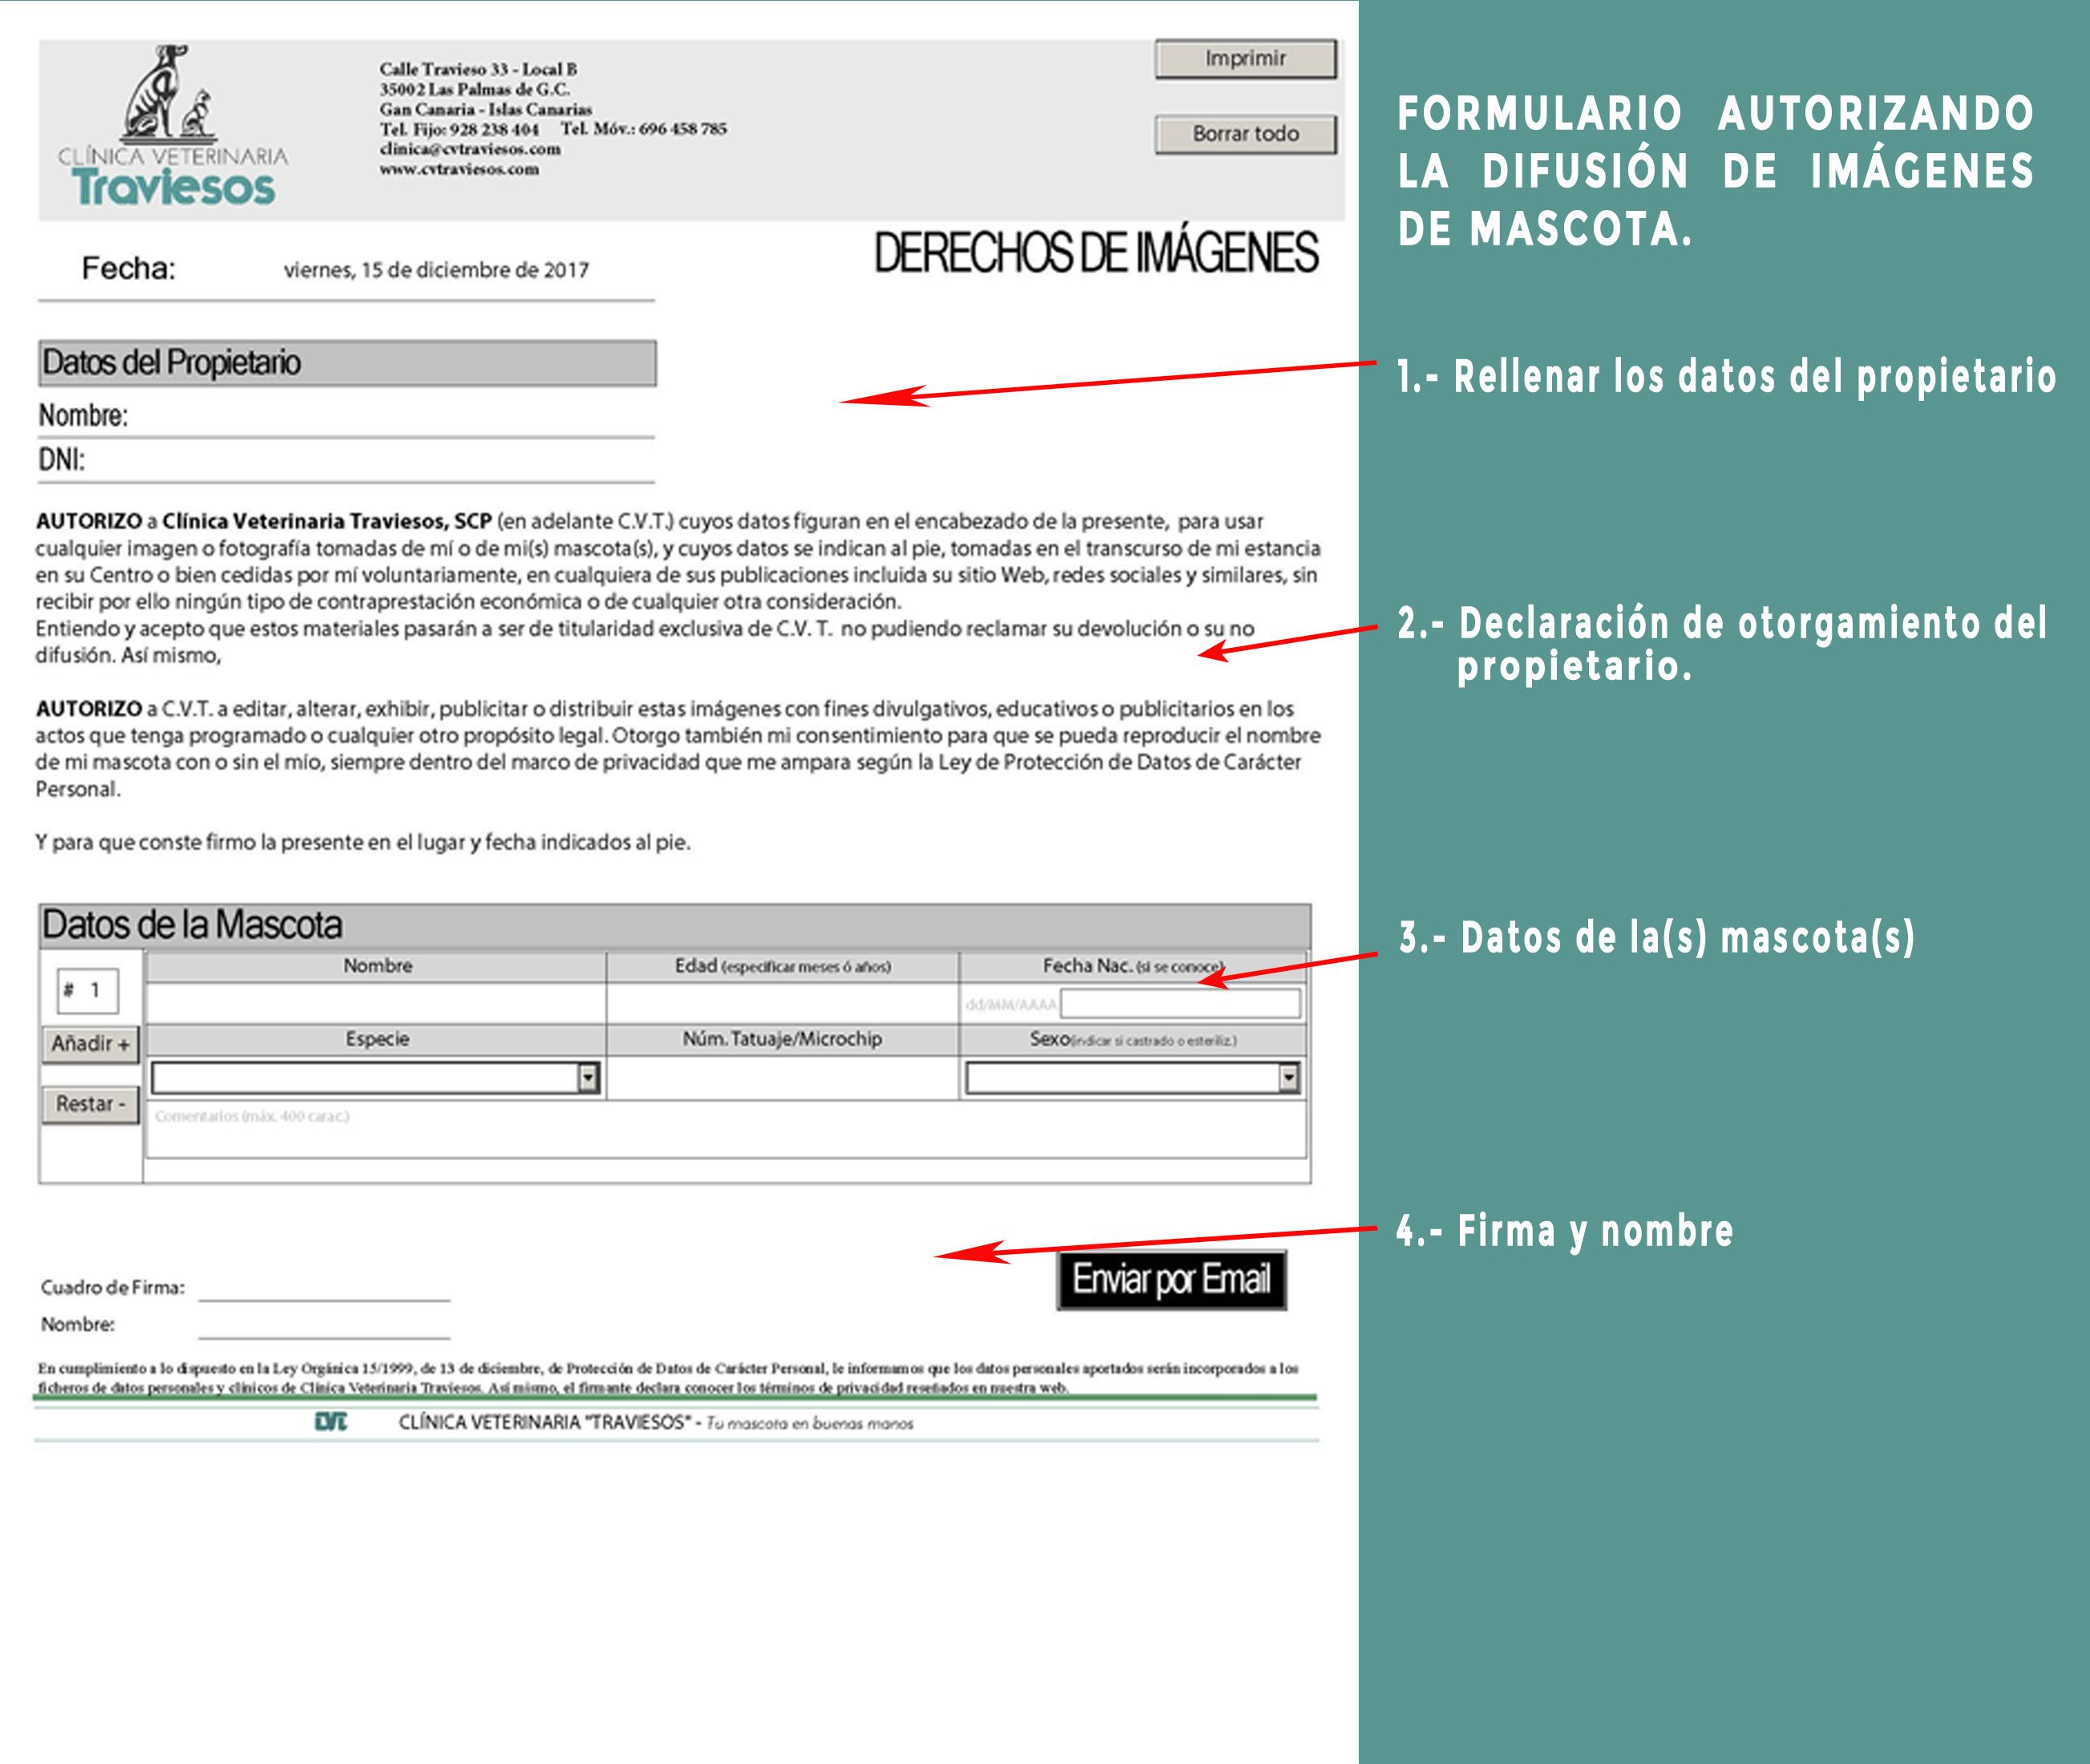 CLÍNICA VETERINARIA
Traviesos
Calle Travieso 33 - Local B
35002 Las Palmas de G.C.
Gan Canaria - Islas Canarias
Tel. Fijo: 928 238 404 Tel. Móv.: 696 458 785
clinica@cvtraviesos.com
www.cvtraviesos.com
Imprimir
Borrar todo
DERECHOS DE IMÁGENES
Fecha: viernes, 15 de diciembre de 2017
Datos del Propietario
Nombre:
DNI:
AUTORIZO a Clínica Veterinaria Traviesos, SCP (en adelante C.V.T.) cuyos datos figuran en el encabezado de la presente, para usar
cualquier imagen o fotografía tomadas de mí o de mi(s) mascota(s), y cuyos datos se indican al pie, tomadas en el transcurso de mi estancia
en su Centro o bien cedidas por mí voluntariamente, en cualquiera de sus publicaciones incluida su sitio Web, redes sociales y similares, sin
recibir por ello ningún tipo de contraprestación económica o de cualquier otra consideración.
Entiendo y acepto que estos materiales pasarán a ser de titularidad exclusiva de C.V. T. no pudiendo reclamar su devolución o su no
difusión. Así mismo,
AUTORIZO a C.V.T. a editar, alterar, exhibir, publicitar o distribuir estas imágenes con fines divulgativos, educativos o publicitarios en los
actos que tenga programado o cualquier otro propósito legal. Otorgo también mi consentimiento para que se pueda reproducir el nombre
de mi mascota con o sin el mío, siempre dentro del marco de privacidad que me ampara según la Ley de Protección de Datos de Carácter
Personal.
Y para que conste firmo la presente en el lugar y fecha indicados al pie.
Datos de la Mascota
# 1
Añadir +
Restar -
Nombre
Edad (especificar meses ó años)
Fecha Nac. (si se conoce)
dd/MM/AAAA
Especie
Núm. Tatuaje/Microchip
Sexo(indicar si castrado o esteriliz.)
Comentarios (máx. 400 carac.)
Cuadro de Firma:
Nombre:
Enviar por Email
En cumplimiento a lo dispuesto en la Ley Orgánica 15/1999, de 13 de diciembre, de Protección de Datos de Carácter Personal, le informamos que los datos personales aportados serán incorporados a los
ficheros de datos personales y clínicos de Clínica Veterinaria Traviesos. Así mismo, el firmante declara conocer los términos de privacidad reseñados en nuestra web.
CVT CLÍNICA VETERINARIA "TRAVIESOS" - Tu mascota en buenas manos
FORMULARIO AUTORIZANDO
LA DIFUSIÓN DE IMÁGENES
DE MASCOTA.
1.- Rellenar los datos del propietario
2.- Declaración de otorgamiento del
propietario.
3.- Datos de la(s) mascota(s)
4.- Firma y nombre